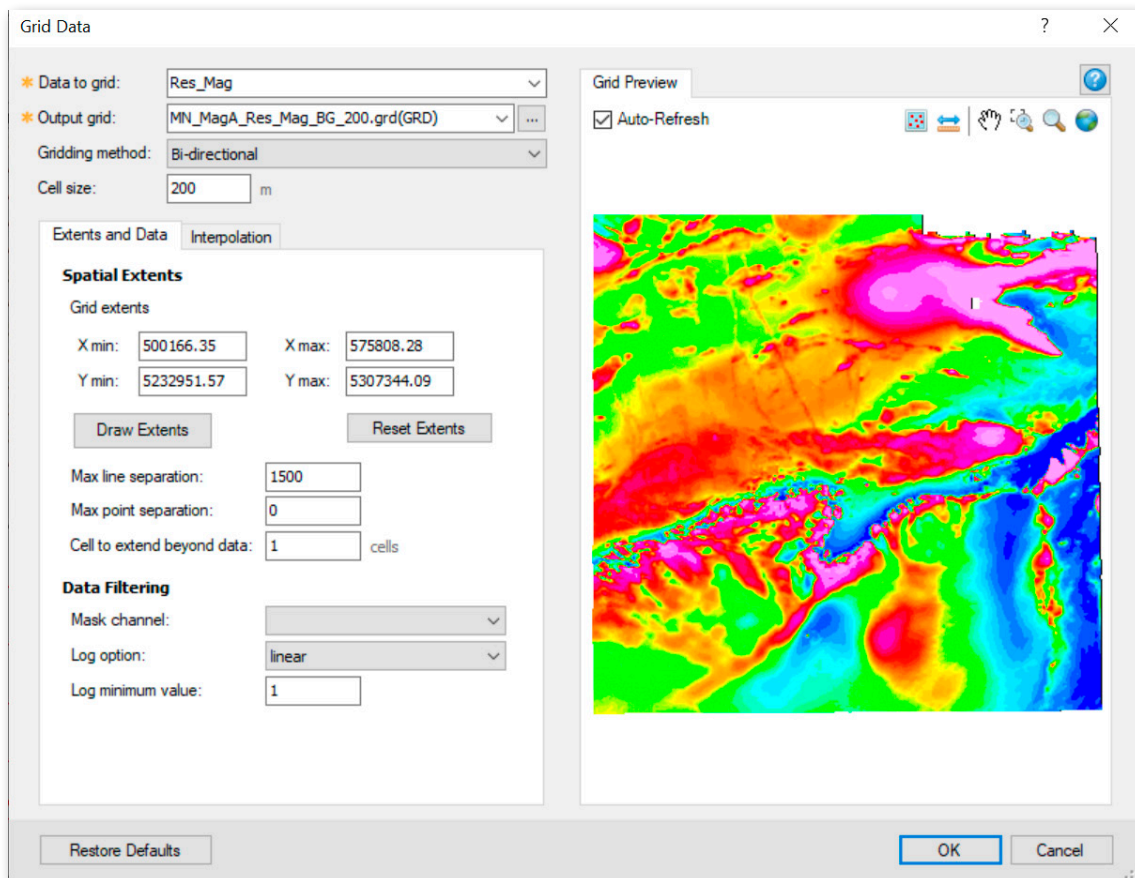 Grid Data
? ×
* Data to grid: Res_Mag
* Output grid: MN_MagA_Res_Mag_BG_200.grd(GRD) ...
Gridding method: Bi-directional
Cell size: 200 m
Extents and Data Interpolation
Spatial Extents
Grid extents
X min: 500166.35 X max: 575808.28
Y min: 5232951.57 Y max: 5307344.09
Draw Extents Reset Extents
Max line separation: 1500
Max point separation: 0
Cell to extend beyond data: 1 cells
Data Filtering
Mask channel:
Log option: linear
Log minimum value: 1
Grid Preview ?
Auto-Refresh
Restore Defaults OK Cancel